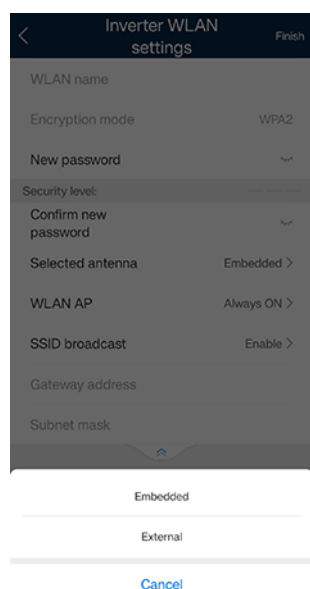 Inverter WLAN
settings
Finish
WLAN name
Encryption mode WPA2
New password
Security level:
Confirm new
password
Selected antenna Embedded >
WLAN AP Always ON >
SSID broadcast Enable >
Gateway address
Subnet mask
Embedded
External
Cancel